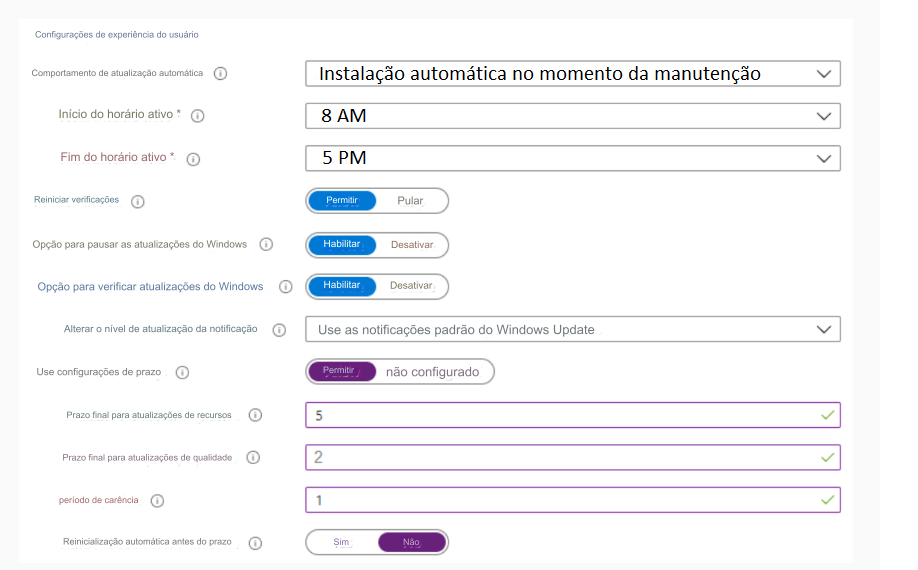 Configurações de experiência do usuário
Comportamento de atualização automática
Instalação automática no momento da manutenção
Início do horário ativo *
8 AM
Fim do horário ativo *
5 PM
Reiniciar verificações
Permitir Pular
Opção para pausar as atualizações do Windows
Habilitar Desativar
Opção para verificar atualizações do Windows
Habilitar Desativar
Alterar o nível de atualização da notificação
Use as notificações padrão do Windows Update
Use configurações de prazo
Permitir não configurado
Prazo final para atualizações de recursos
5
Prazo final para atualizações de qualidade
2
período de carência
1
Reinicialização automática antes do prazo
Sim Não